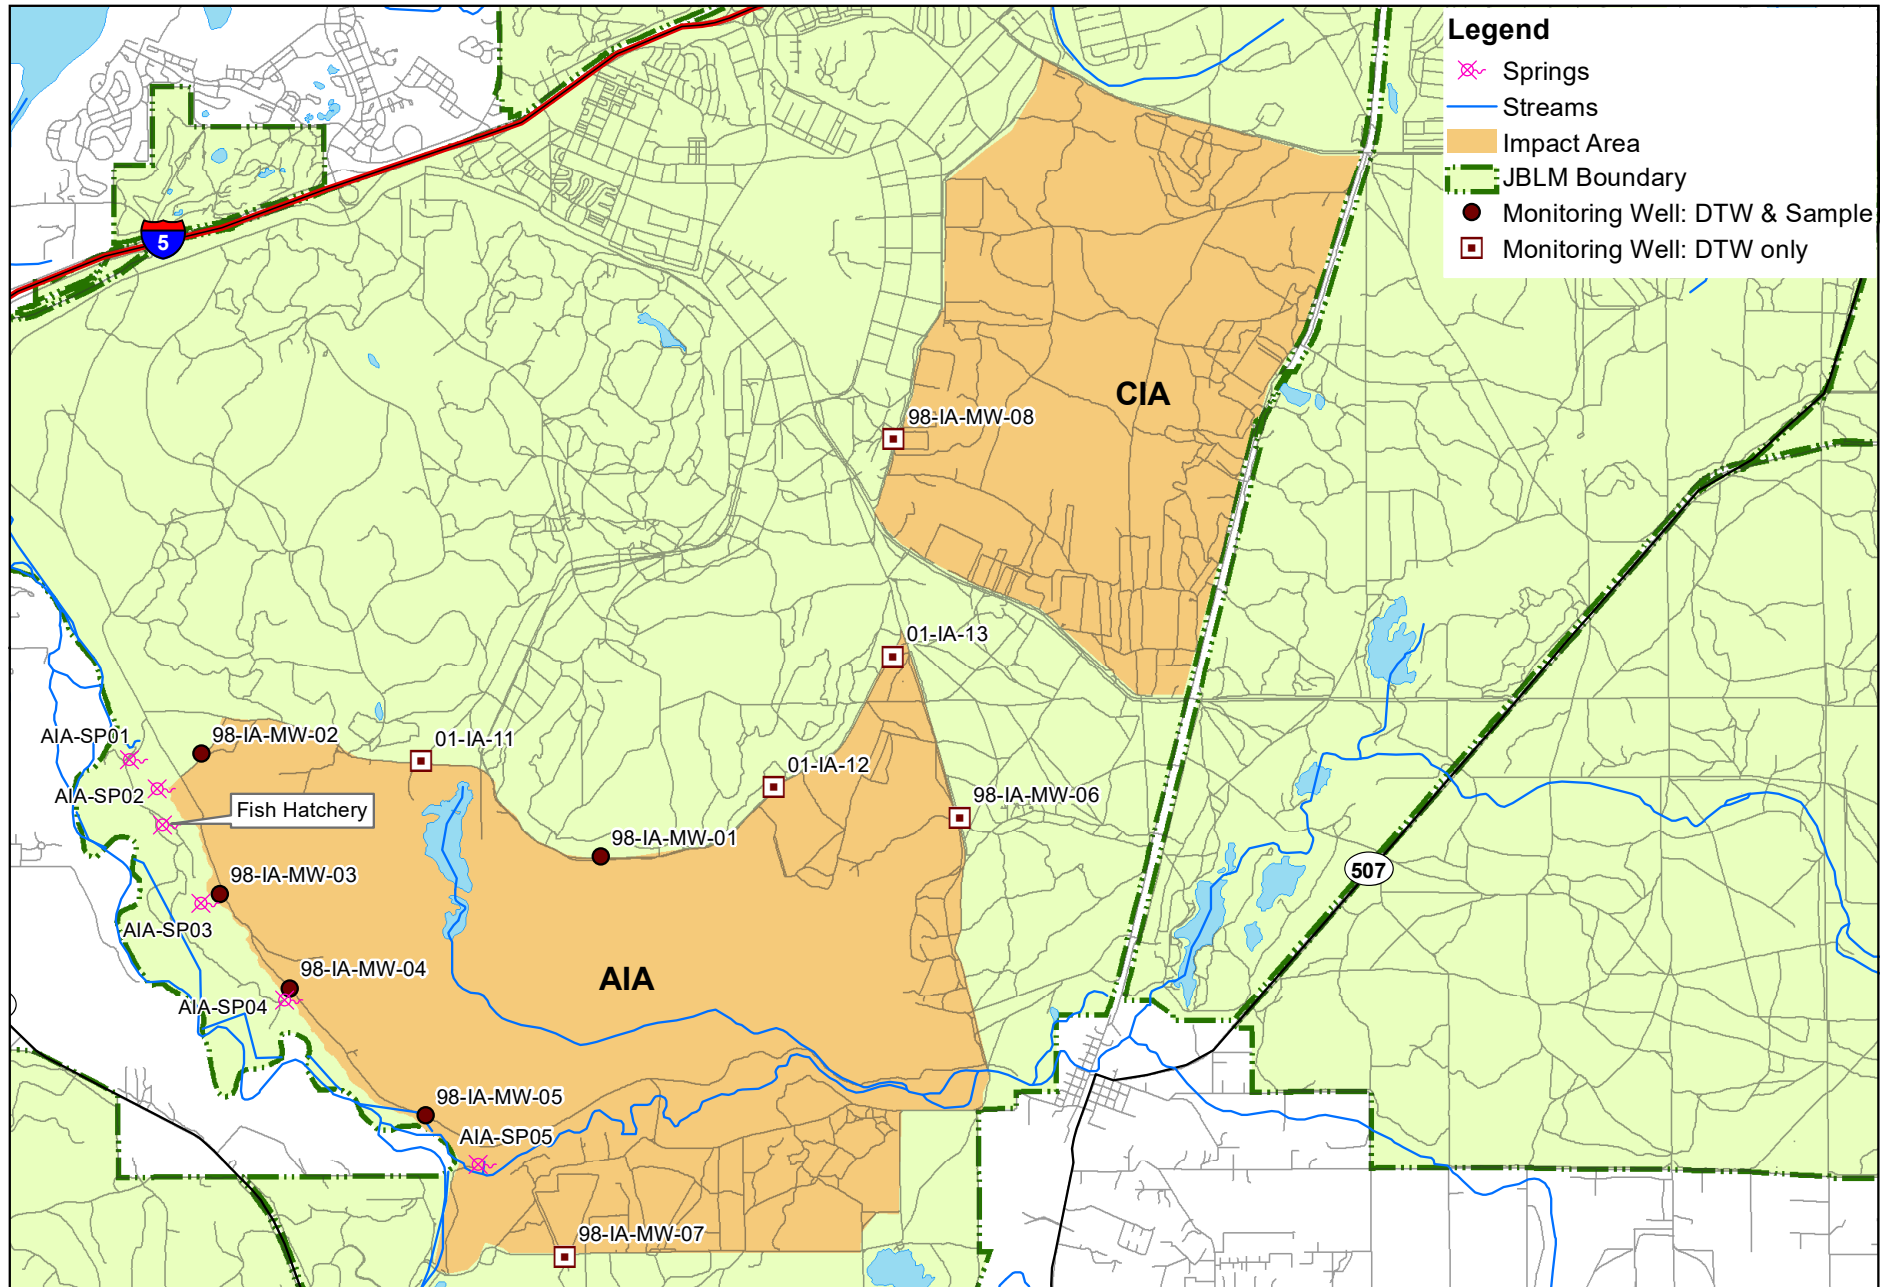 Legend
Springs
Streams
Impact Area
JBLM Boundary
Monitoring Well: DTW & Sample
Monitoring Well: DTW only
5
CIA
98-IA-MW-08
01-IA-13
AIA-SP01
98-IA-MW-02
01-IA-11
01-IA-12
AIA-SP02
Fish Hatchery
98-IA-MW-06
98-IA-MW-01
98-IA-MW-03
507
AIA-SP03
98-IA-MW-04
AIA
AIA-SP04
98-IA-MW-05
AIA-SP05
98-IA-MW-07